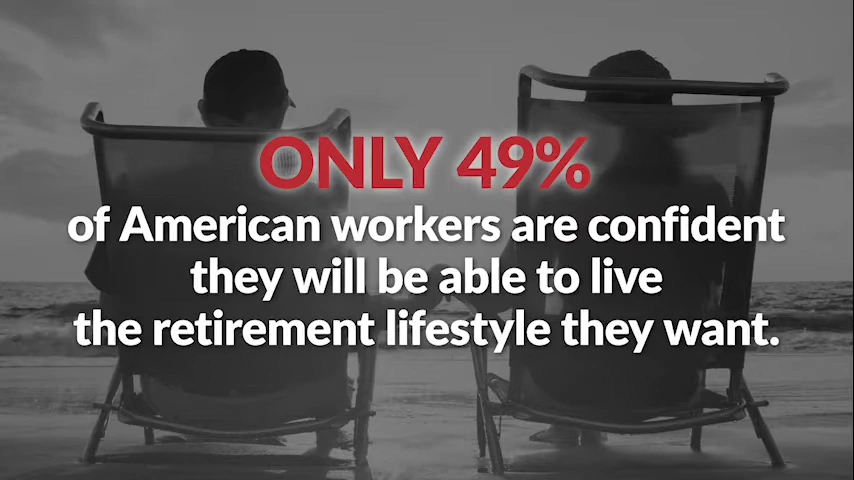 ONLY 49%
of American workers are confident
they will be able to live
the retirement lifestyle they want.